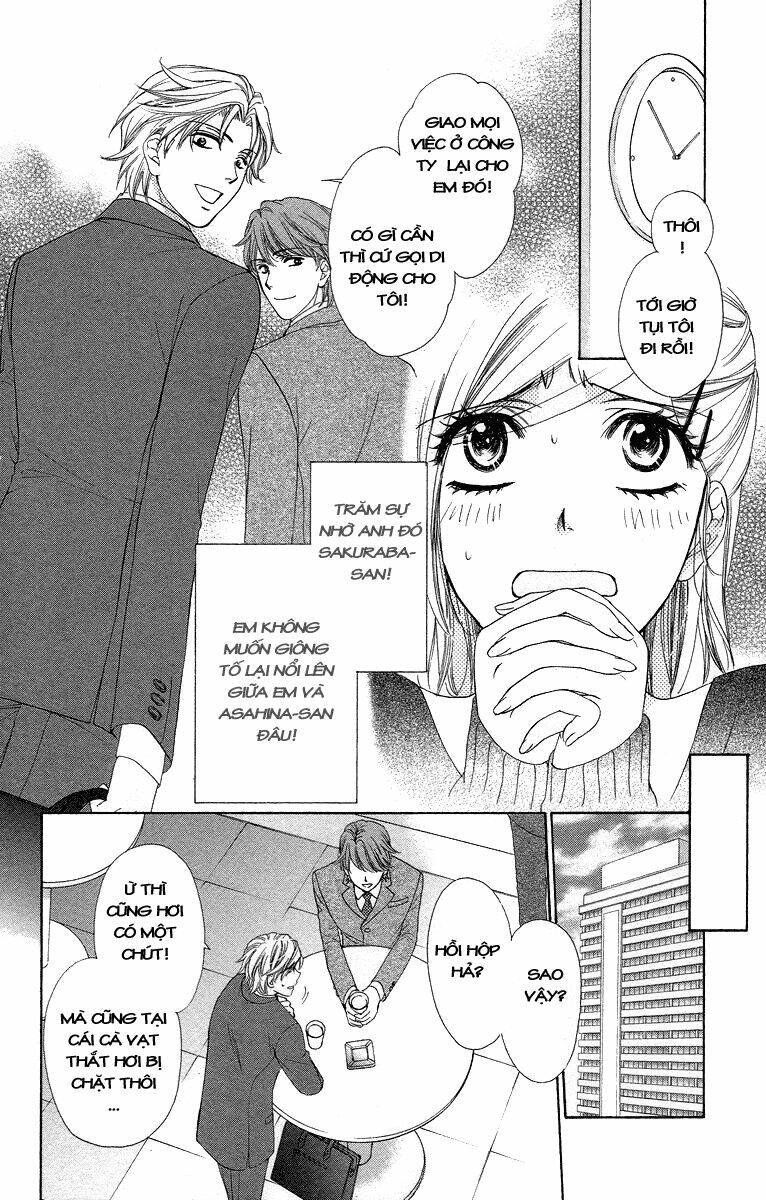 THÔI
!
TỚI GIỜ
TỤI TÔI
ĐI RỒI!
GIAO MỌI
VIỆC Ở CÔNG
TY LẠI CHO
EM ĐÓ!
CÓ GÌ CẦN
THÌ CỨ GỌI DI
ĐỘNG CHO
TÔI!
TRĂM SỰ
NHỜ ANH ĐÓ
SAKURABA-
SAN!
EM KHÔNG
MUỐN GIÔNG
TỐ LẠI NỔI LÊN
GIỮA EM VÀ
ASAHINA-SAN
ĐÂU!
SAO
VẬY?
HỒI HỘP
HẢ?
Ừ THÌ
CŨNG HƠI
CÓ MỘT
CHÚT!
MÀ CŨNG TẠI
CÁI CÀ VẠT
THẮT HƠI BỊ
CHẶT THÔI
...